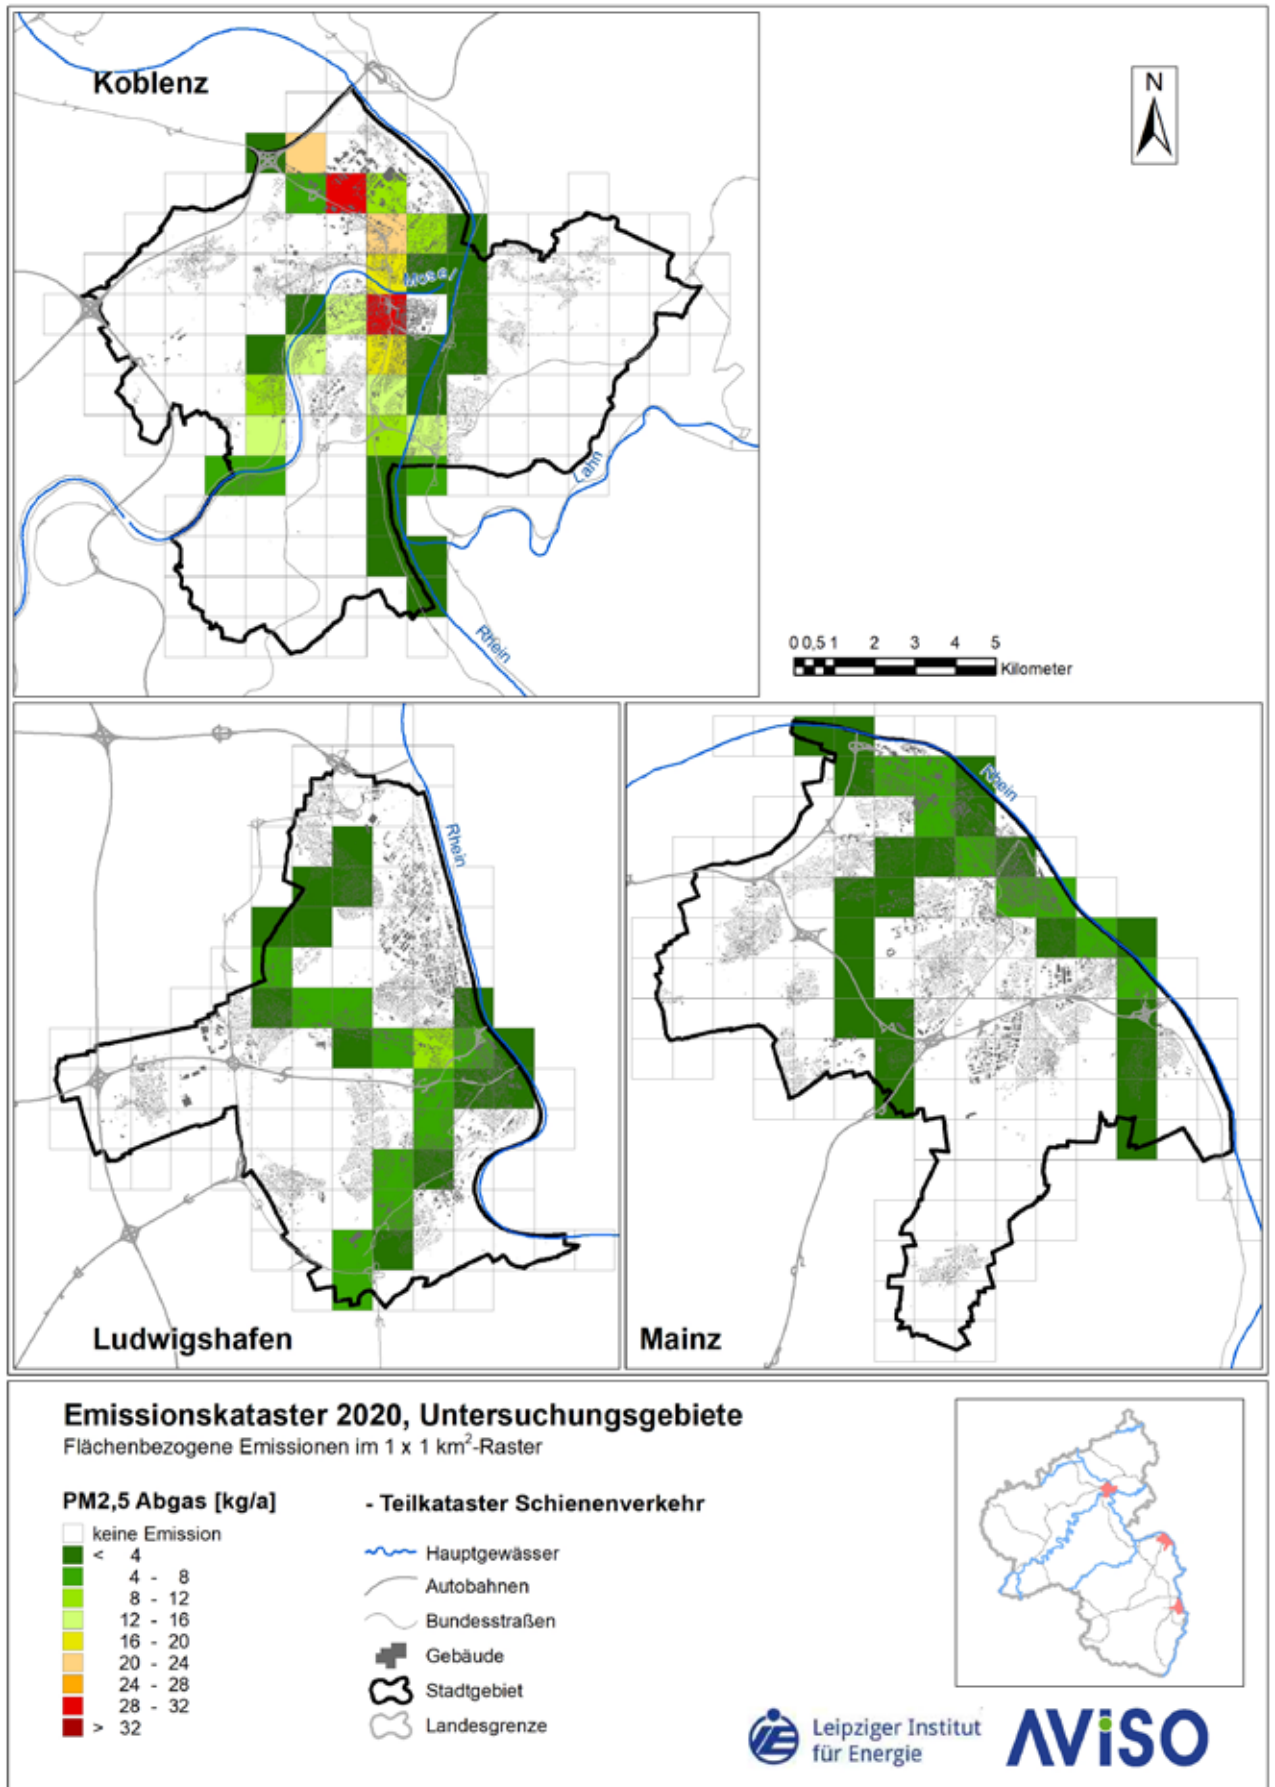 Koblenz
N
Mosel
Lahn
Rhein
0 0,5 1 2 3 4 5
Kilometer
Rhein
Ludwigshafen
Rhein
Mainz
Emissionskataster 2020, Untersuchungsgebiete
Flächenbezogene Emissionen im 1 x 1 km²-Raster
PM2,5 Abgas [kg/a]
keine Emission
< 4
4 - 8
8 - 12
12 - 16
16 - 20
20 - 24
24 - 28
28 - 32
> 32
- Teilkataster Schienenverkehr
Hauptgewässer
Autobahnen
Bundesstraßen
Gebäude
Stadtgebiet
Landesgrenze
Leipziger Institut
für Energie
AViSO